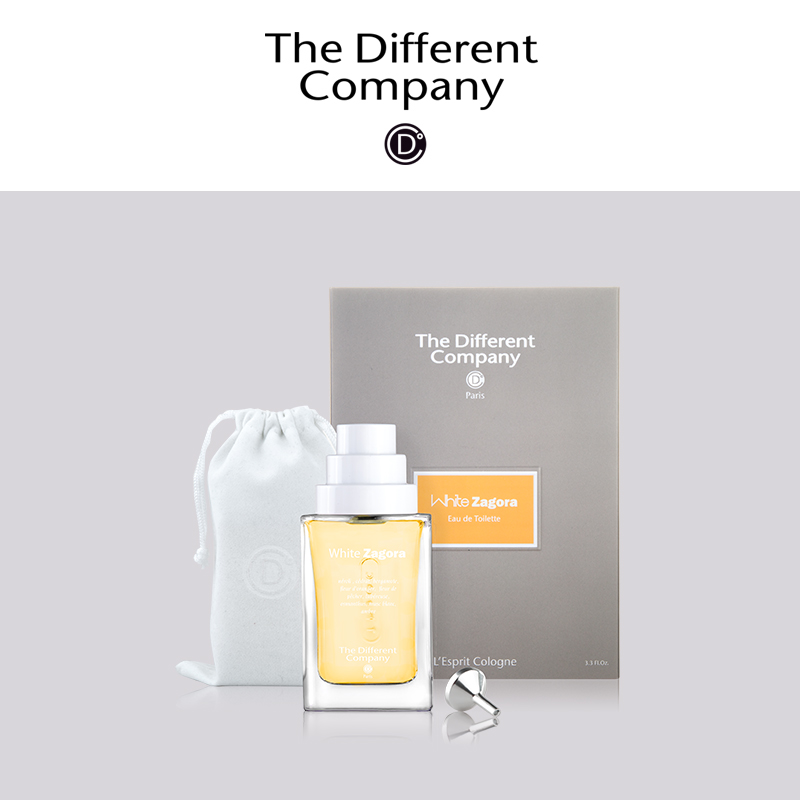 The Different
Company
The Different
Company
Paris
White Zagora
Eau de Toilette
White Zagora
The Different
Company
Paris
L'Esprit Cologne
3.3 FL.Oz.